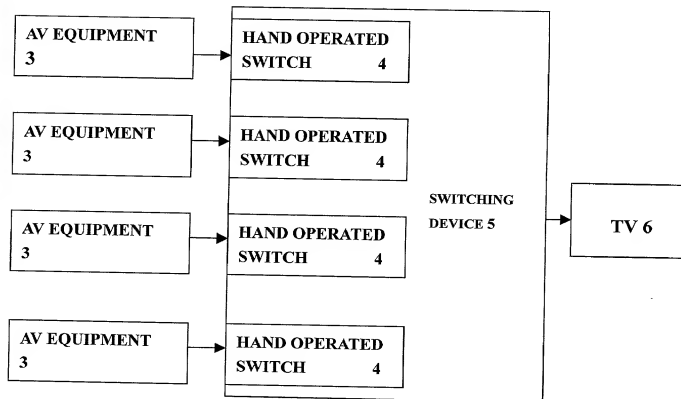 AV EQUIPMENT
3
HAND OPERATED
SWITCH 4
AV EQUIPMENT
3
HAND OPERATED
SWITCH 4
SWITCHING
DEVICE 5
TV 6
AV EQUIPMENT
3
HAND OPERATED
SWITCH 4
AV EQUIPMENT
3
HAND OPERATED
SWITCH 4